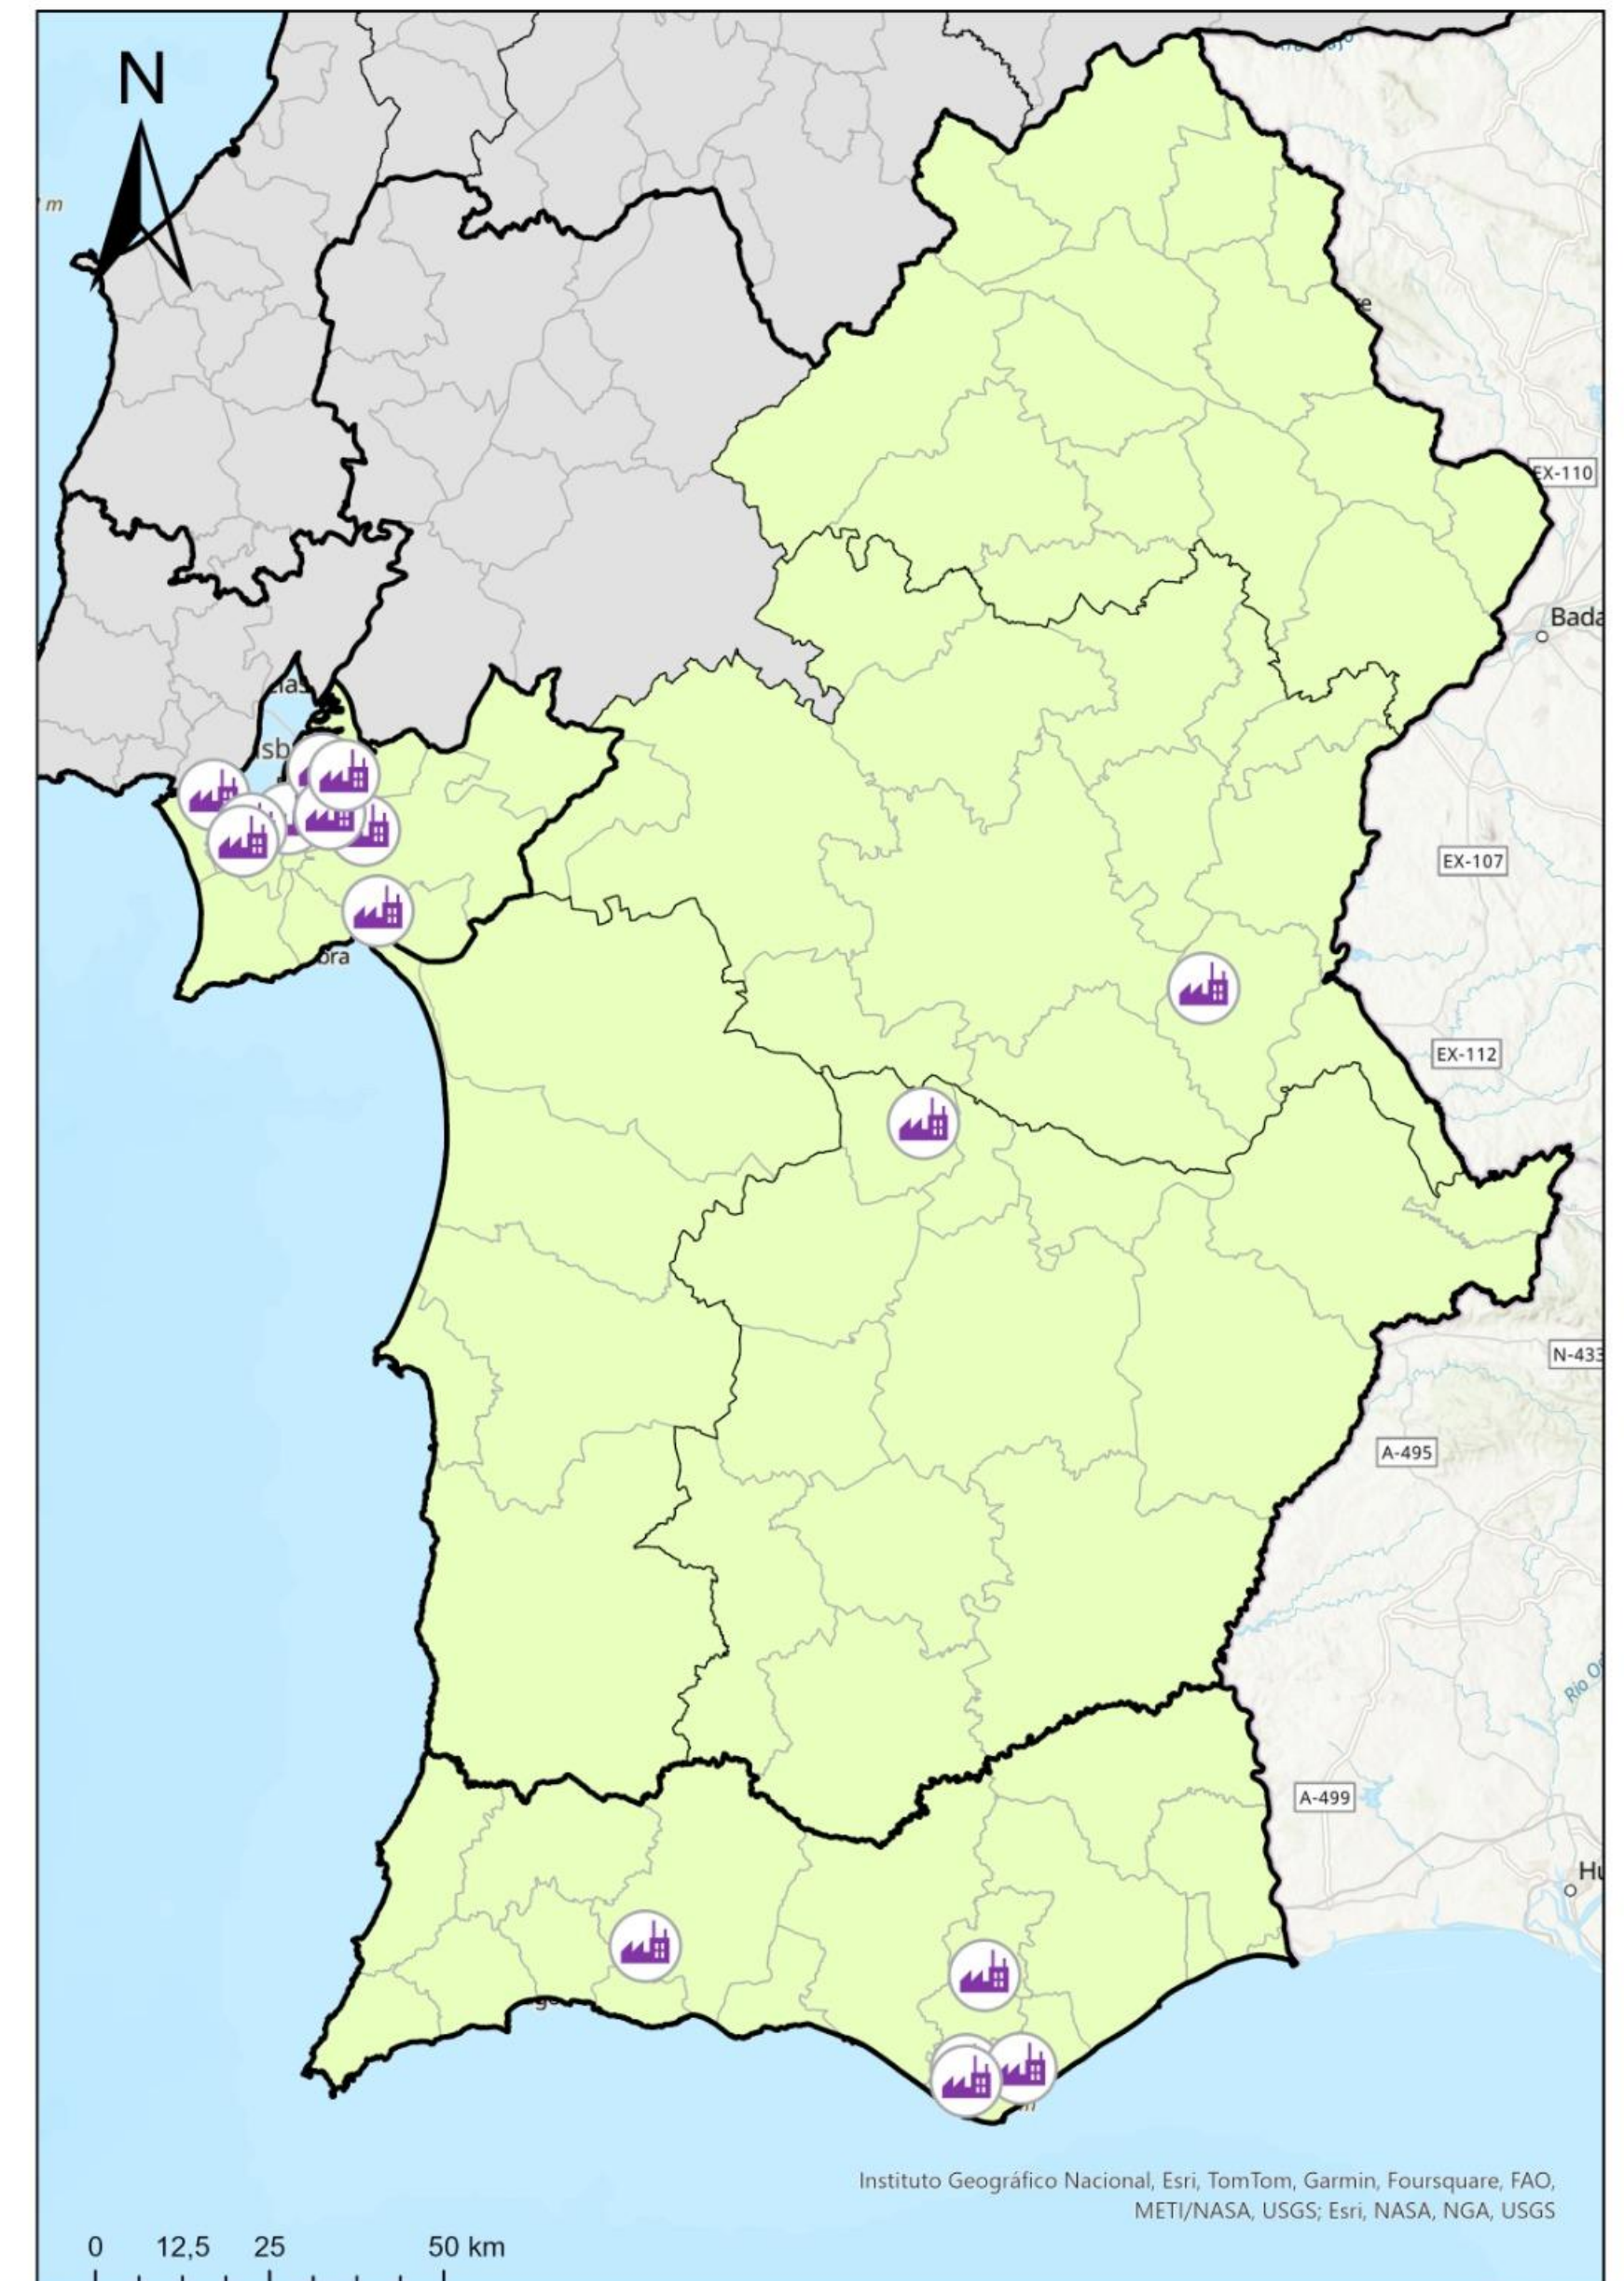 N
m
EX-110
Bada
EX-107
EX-112
N-433
A-495
Rio O
A-499
Hu
Instituto Geográfico Nacional, Esri, TomTom, Garmin, Foursquare, FAO,
METI/NASA, USGS; Esri, NASA, NGA, USGS
0 12,5 25 50 km